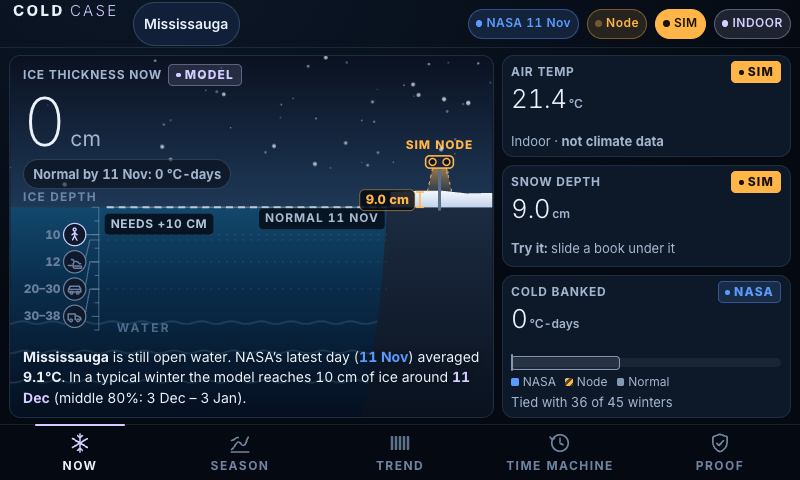 COLD CASE
Mississauga
NASA 11 Nov
Node
SIM
INDOOR
ICE THICKNESS NOW
MODEL
0 cm
Normal by 11 Nov: 0 °C-days
ICE DEPTH
SIM NODE
9.0 cm
NEEDS +10 CM
NORMAL 11 NOV
10
12
20–30
30–38
WATER
Mississauga is still open water. NASA's latest day (11 Nov) averaged
9.1°C. In a typical winter the model reaches 10 cm of ice around 11
Dec (middle 80%: 3 Dec – 3 Jan).
AIR TEMP
SIM
21.4 °C
Indoor · not climate data
SNOW DEPTH
SIM
9.0 cm
Try it: slide a book under it
COLD BANKED
NASA
0 °C-days
NASA Node Normal
Tied with 36 of 45 winters
NOW
SEASON
TREND
TIME MACHINE
PROOF